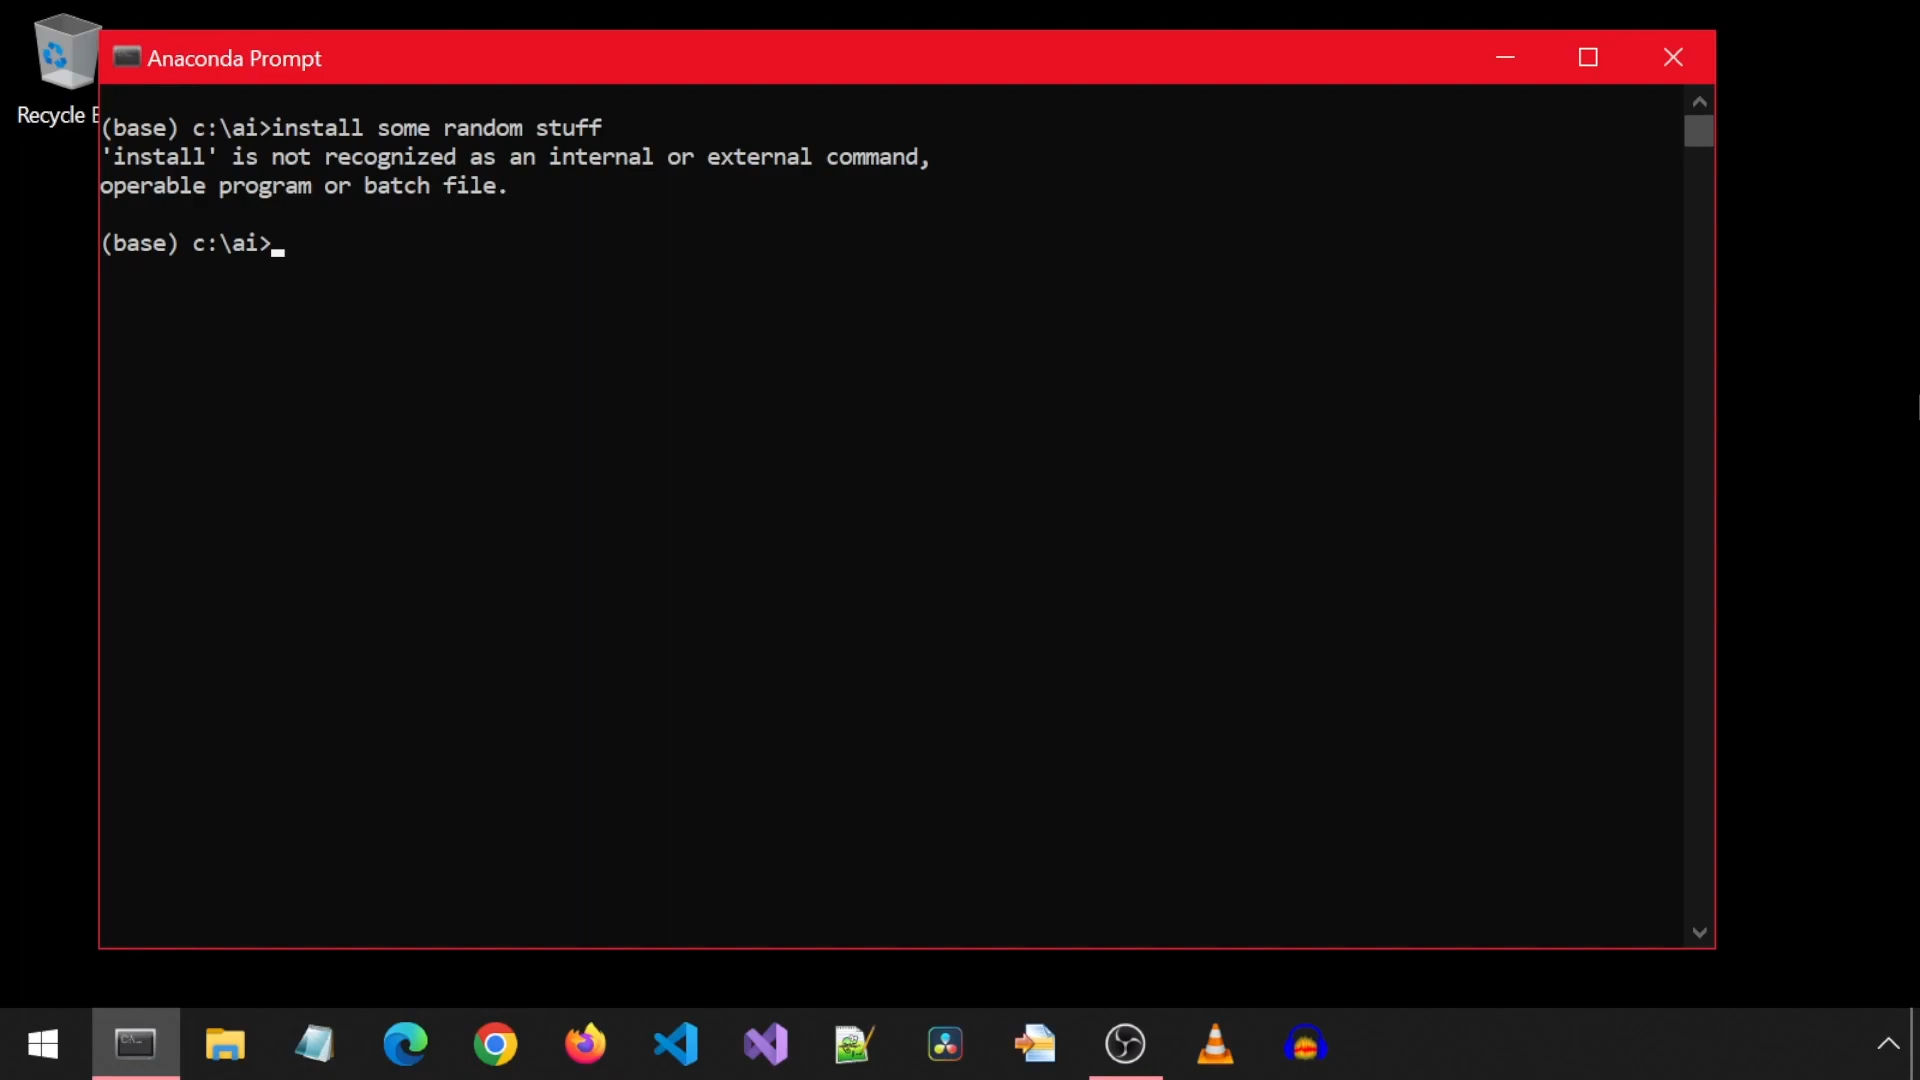 Anaconda Prompt
Recycle
(base) c:\ai>install some random stuff
'install' is not recognized as an internal or external command,
operable program or batch file.
(base) c:\ai>